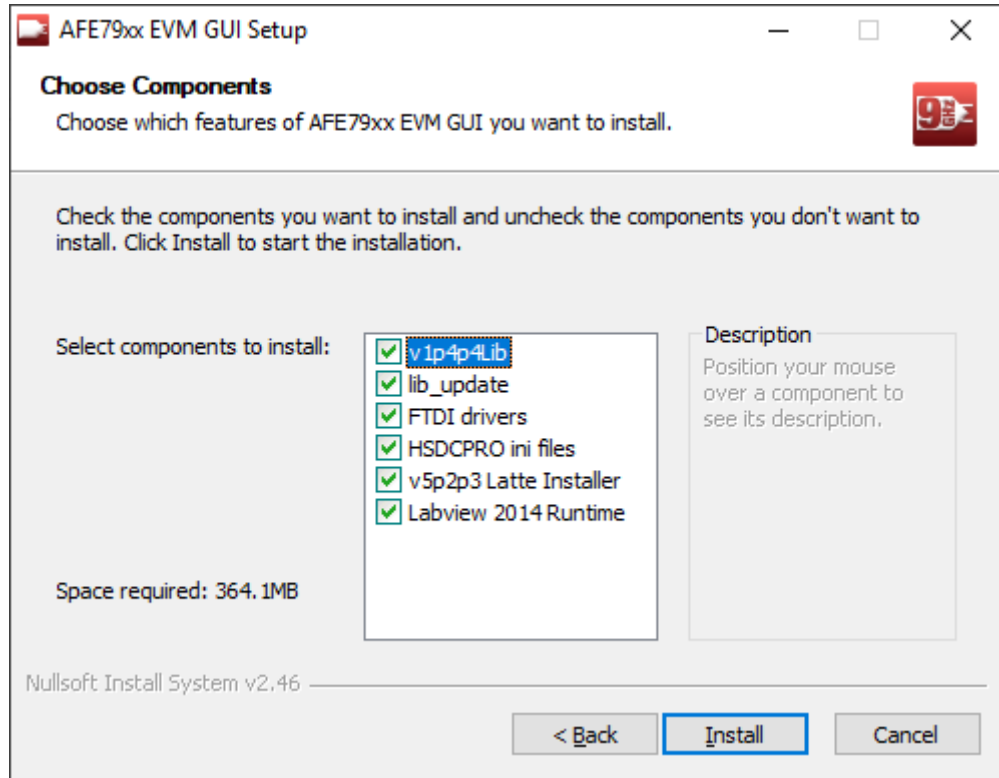 AFE79xx EVM GUI Setup
Choose Components
Choose which features of AFE79xx EVM GUI you want to install.
9
GHz
Check the components you want to install and uncheck the components you don't want to
install. Click Install to start the installation.
Select components to install:
v1p4p4Lib
lib_update
FTDI drivers
HSDCPRO ini files
v5p2p3 Latte Installer
Labview 2014 Runtime
Description
Position your mouse
over a component to
see its description.
Space required: 364.1MB
Nullsoft Install System v2.46
< Back
Install
Cancel